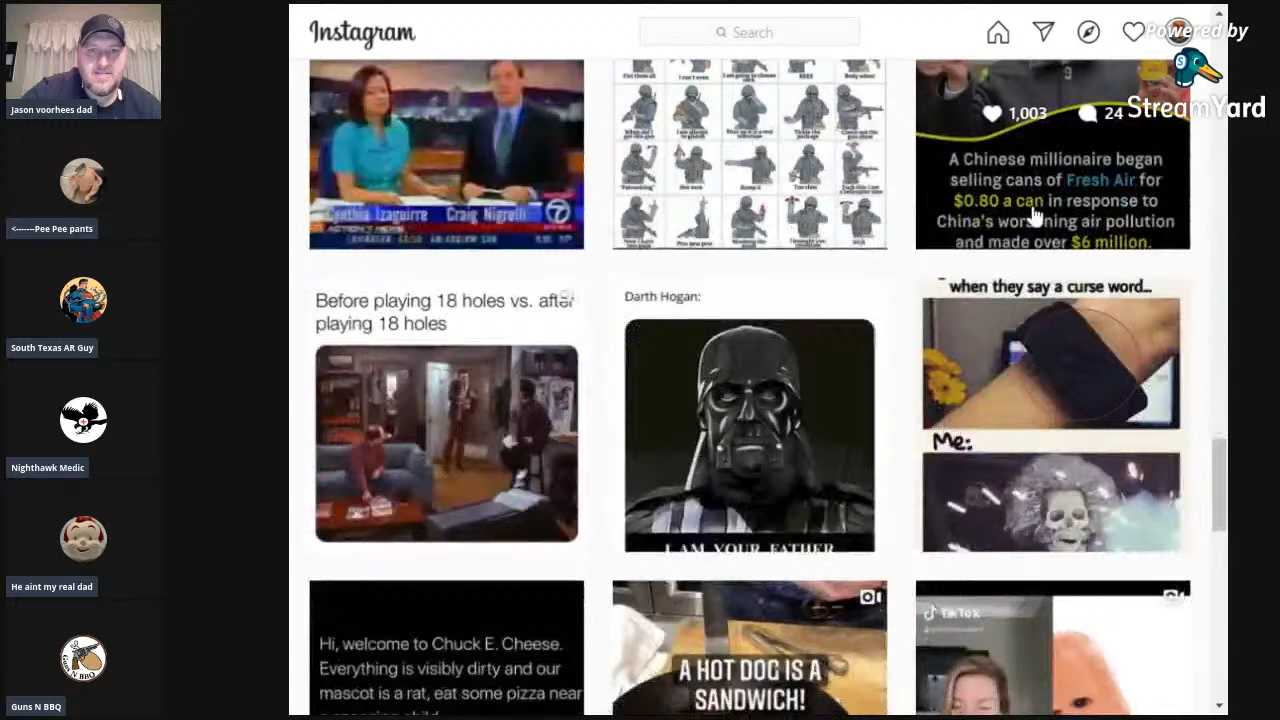 Instagram
Search
Powered by
StreamYard
Jason voorhees dad
<------Pee Pee pants
South Texas AR Guy
Nighthawk Medic
He aint my real dad
Guns N BBQ
Cynthia Izaguirre Craig Nigrelli
7
I can't even
BEES
1,003
24
A Chinese millionaire began
selling cans of Fresh Air for
$0.80 a can in response to
China's worsening air pollution
and made over $6 million.
Before playing 18 holes vs. after
playing 18 holes
Darth Hogan:
I AM YOUR FATHER
when they say a curse word...
Me:
Hi, welcome to Chuck E. Cheese.
Everything is visibly dirty and our
mascot is a rat, eat some pizza near
A HOT DOG IS A
SANDWICH!
TikTok